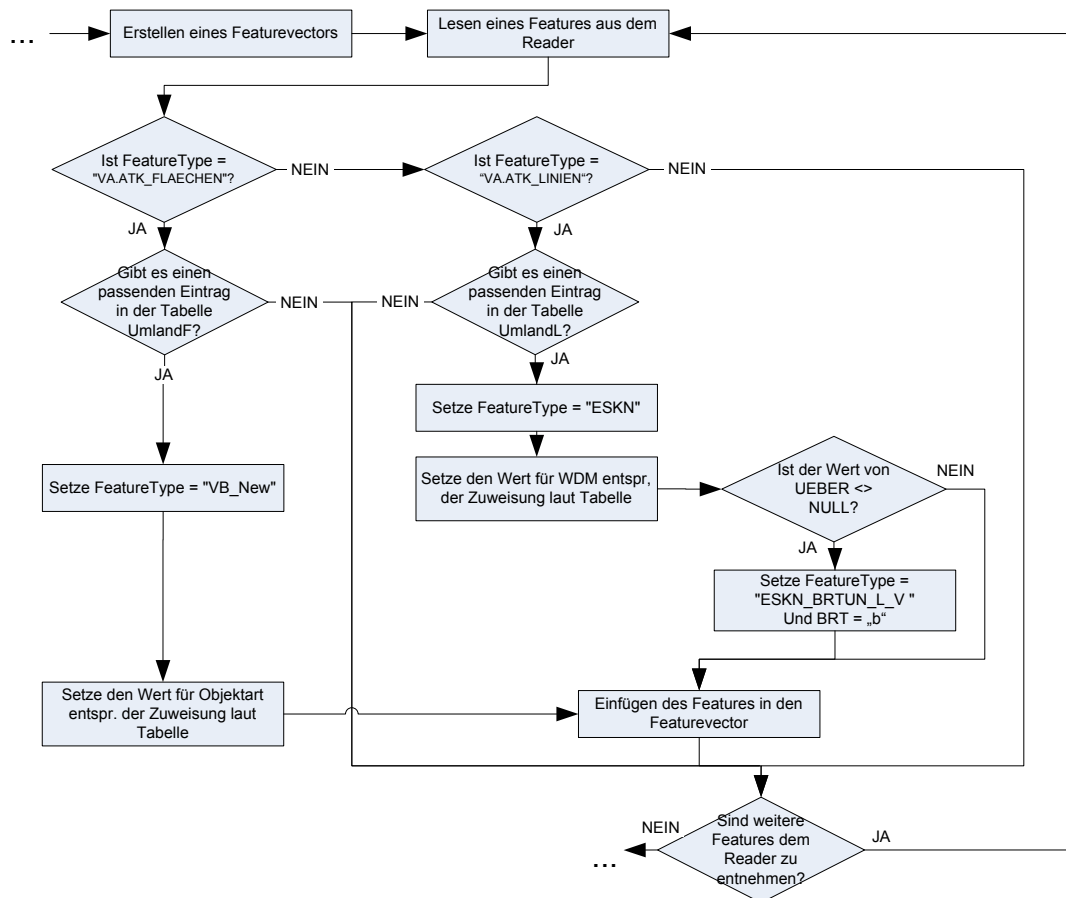 ...
Erstellen eines Featurevectors
Lesen eines Features aus dem
Reader
Ist FeatureType =
"VA.ATK_FLAECHEN"?
NEIN
Ist FeatureType =
“VA.ATK_LINIEN“?
NEIN
JA
JA
Gibt es einen
passenden Eintrag
in der Tabelle
UmlandF?
NEIN
NEIN
Gibt es einen
passenden Eintrag
in der Tabelle
UmlandL?
JA
JA
Setze FeatureType = "ESKN"
Setze FeatureType = "VB_New"
Setze den Wert für WDM entspr,
der Zuweisung laut Tabelle
Ist der Wert von
UEBER <>
NULL?
NEIN
JA
Setze FeatureType =
"ESKN_BRTUN_L_V "
Und BRT = „b“
Setze den Wert für Objektart
entspr. der Zuweisung laut
Tabelle
Einfügen des Features in den
Featurevector
Sind weitere
Features dem
Reader zu
entnehmen?
NEIN
JA
...